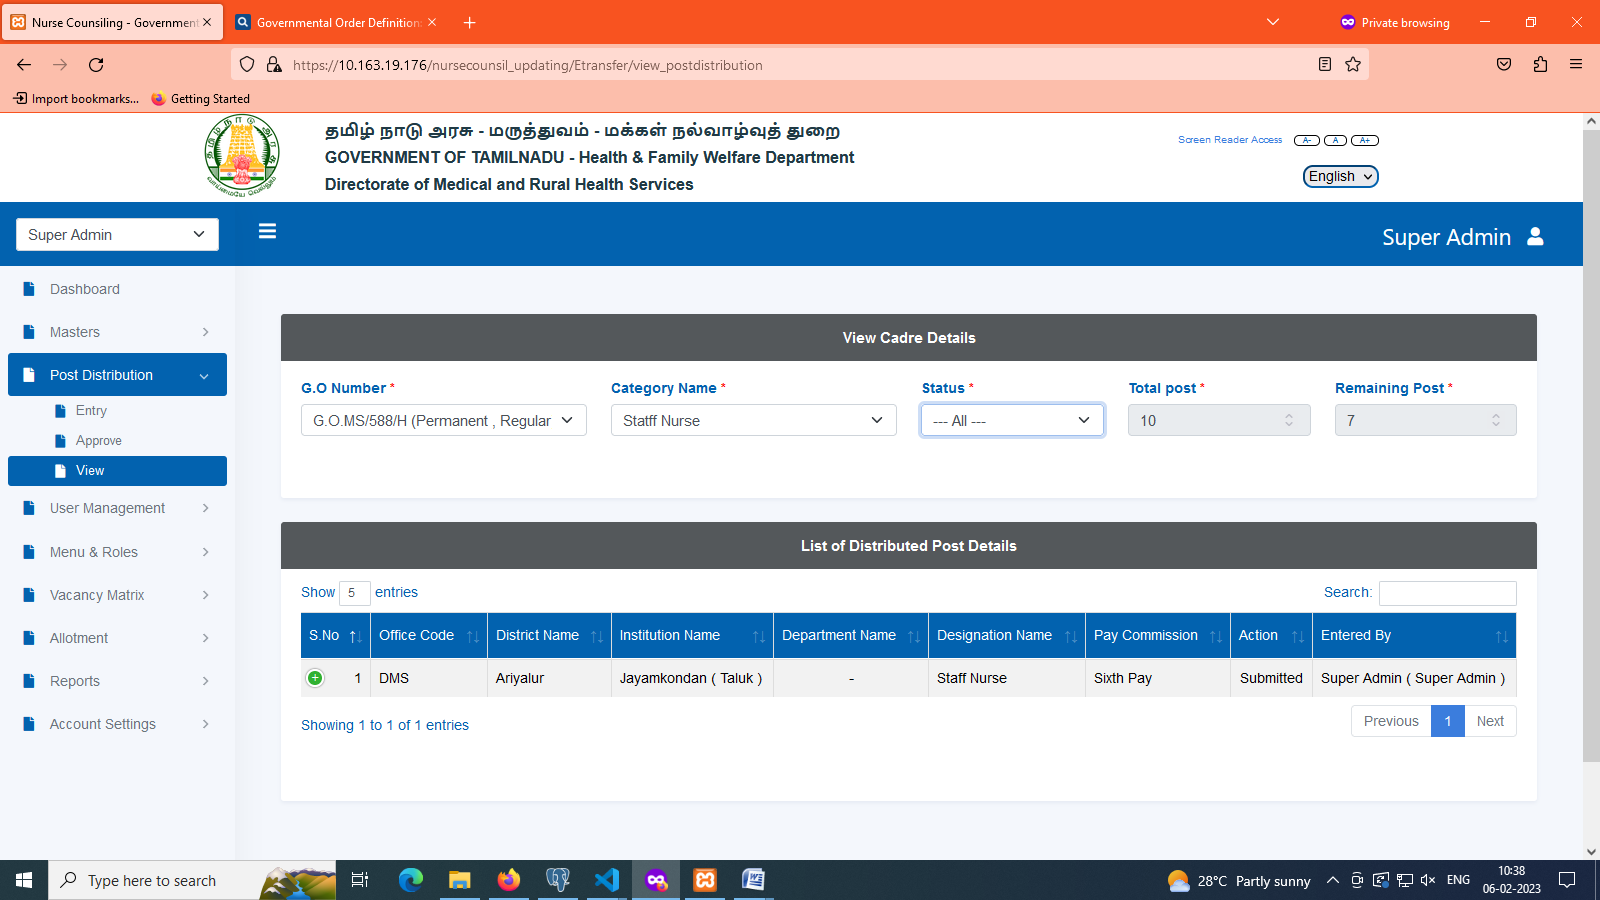 Nurse Counsiling - Government
Governmental Order Definition
Private browsing
https://10.163.19.176/nursecounsil_updating/Etransfer/view_postdistribution
Import bookmarks...
Getting Started
தமிழ் நாடு அரசு - மருத்துவம் - மக்கள் நல்வாழ்வுத் துறை
GOVERNMENT OF TAMILNADU - Health & Family Welfare Department
Directorate of Medical and Rural Health Services
Screen Reader Access A- A A+
English
Super Admin
Super Admin
Dashboard
Masters
Post Distribution
Entry
Approve
View
User Management
Menu & Roles
Vacancy Matrix
Allotment
Reports
Account Settings
View Cadre Details
G.O Number * Category Name * Status * Total post * Remaining Post *
G.O.MS/588/H (Permanent , Regular Statff Nurse --- All --- 10 7
List of Distributed Post Details
Show 5 entries Search:
S.No Office Code District Name Institution Name Department Name Designation Name Pay Commission Action Entered By
1 DMS Ariyalur Jayamkondan ( Taluk ) - Staff Nurse Sixth Pay Submitted Super Admin ( Super Admin )
Showing 1 to 1 of 1 entries Previous 1 Next
Type here to search
28°C Partly sunny
ENG
10:38
06-02-2023